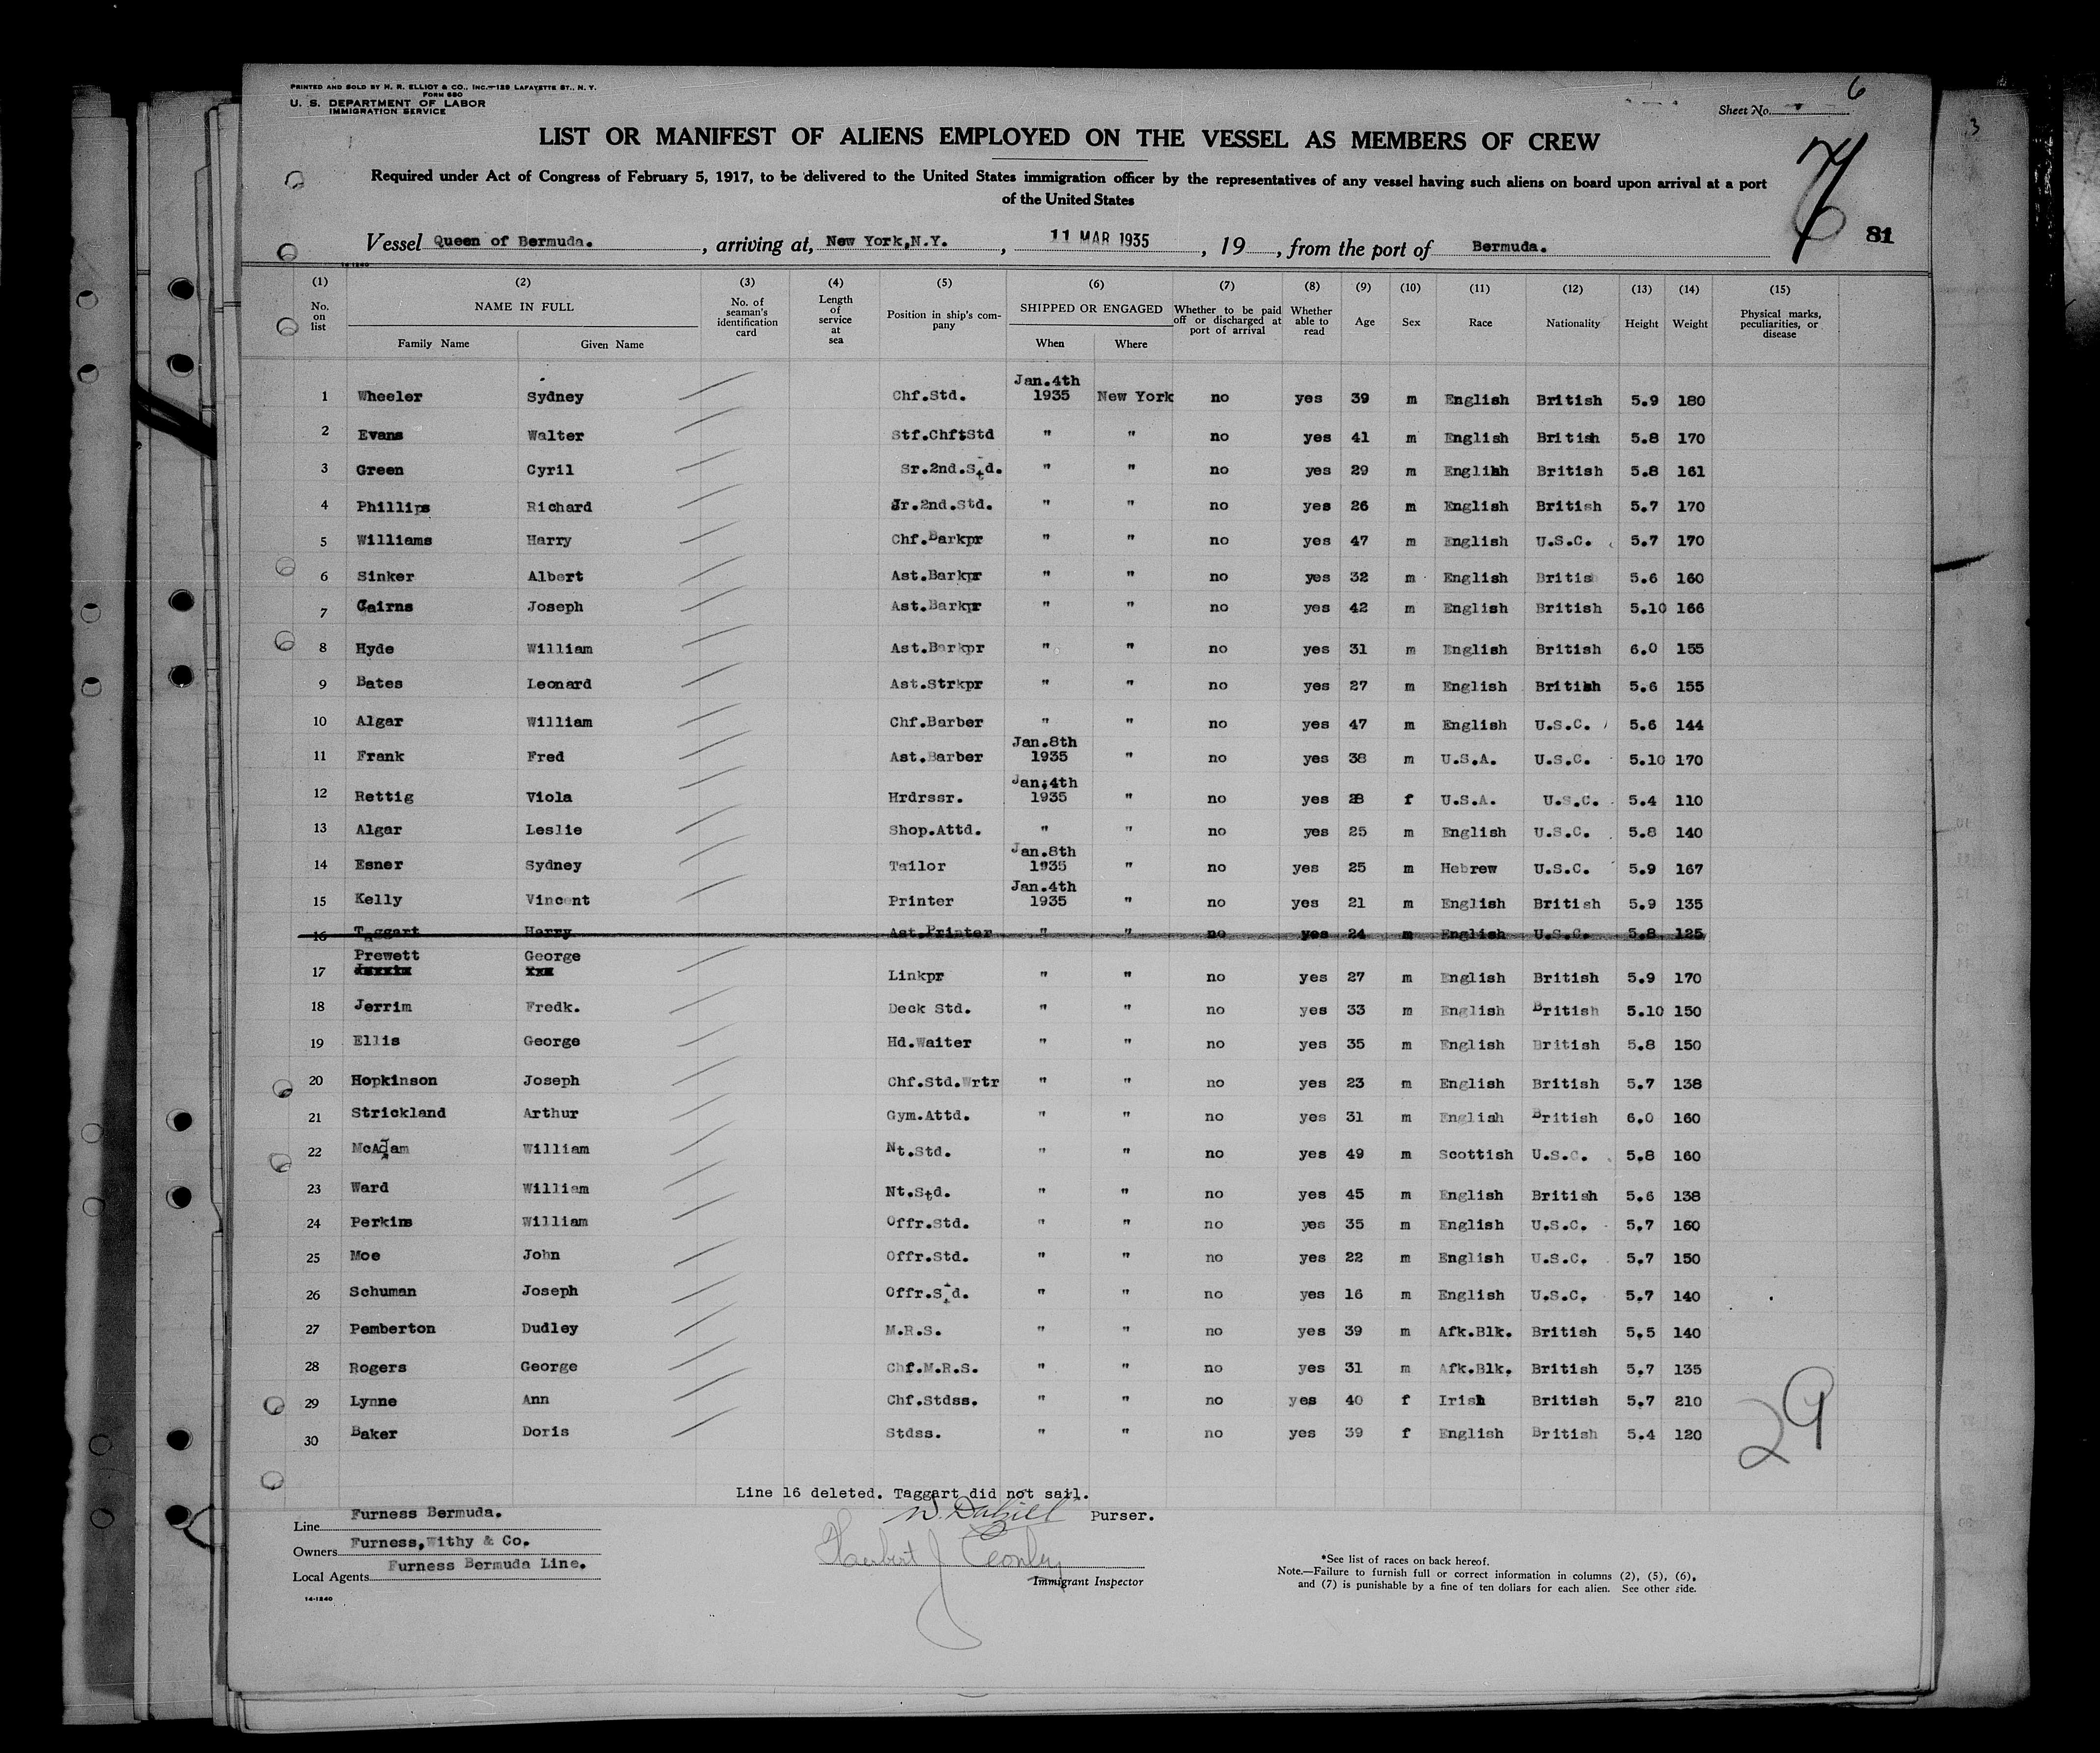 PRINTED AND SOLD BY H. R. ELLIOT & CO., INC.—129 LAFAYETTE ST., N. Y.
FORM 680
U. S. DEPARTMENT OF LABOR
IMMIGRATION SERVICE
6
Sheet No.
LIST OR MANIFEST OF ALIENS EMPLOYED ON THE VESSEL AS MEMBERS OF CREW
Required under Act of Congress of February 5, 1917, to be delivered to the United States immigration officer by the representatives of any vessel having such aliens on board upon arrival at a port
of the United States
Vessel Queen of Bermuda. , arriving at, New York,N.Y. , 11 MAR 1935 , 19 , from the port of Bermuda. 81
14-1240
(1) (2) (3) (4) (5) (6) (7) (8) (9) (10) (11) (12) (13) (14) (15)
No. on list NAME IN FULL Family Name Given Name No. of seaman's identification card Length of service at sea Position in ship's company SHIPPED OR ENGAGED When Where Whether to be paid off or discharged at port of arrival Whether able to read Age Sex Race Nationality Height Weight Physical marks, peculiarities, or disease
1 Wheeler Sydney Chf.Std. Jan.4th 1935 New York no yes 39 m English British 5.9 180
2 Evans Walter Stf.ChftStd " " no yes 41 m English British 5.8 170
3 Green Cyril Sr.2nd.Std. " " no yes 29 m Englihh British 5.8 161
4 Phillips Richard Jr.2nd.Std. " " no yes 26 m English British 5.7 170
5 Williams Harry Chf.Barkpr " " no yes 47 m English U.S.C. 5.7 170
6 Sinker Albert Ast.Barkpr " " no yes 32 m English Britis 5.6 160
7 Cairns Joseph Ast.Barkpr " " no yes 42 m English British 5.10 166
8 Hyde William Ast.Barkpr " " no yes 31 m English British 6.0 155
9 Bates Leonard Ast.Strkpr " " no yes 27 m English British 5.6 155
10 Algar William Chf.Barber " " no yes 47 m English U.S.C. 5.6 144
11 Frank Fred Ast.Barber Jan.8th 1935 " no yes 38 m U.S.A. U.S.C. 5.10 170
12 Rettig Viola Hrdrssr. Jan.4th 1935 " no yes 28 f U.S.A. U.S.C. 5.4 110
13 Algar Leslie Shop.Attd. " " no yes 25 m English U.S.C. 5.8 140
14 Esner Sydney Tailor Jan.8th 1935 " no yes 25 m Hebrew U.S.C. 5.9 167
15 Kelly Vincent Printer Jan.4th 1935 " no yes 21 m English British 5.9 135
16 Taggart Harry Ast.Printer " " no yes 24 m English U.S.C. 5.8 125
17 Prewett George Linkpr " " no yes 27 m English British 5.9 170
18 Jerrim Fredk. Deck Std. " " no yes 33 m English British 5.10 150
19 Ellis George Hd.Waiter " " no yes 35 m English British 5.8 150
20 Hopkinson Joseph Chf.Std.Wrtr " " no yes 23 m English British 5.7 138
21 Strickland Arthur Gym.Attd. " " no yes 31 m English British 6.0 160
22 McAdam William Nt.Std. " " no yes 49 m Scottish U.S.C. 5.8 160
23 Ward William Nt.Std. " " no yes 45 m English British 5.6 138
24 Perkins William Offr.Std. " " no yes 35 m English U.S.C. 5.7 160
25 Moe John Offr.Std. " " no yes 22 m English U.S.C. 5.7 150
26 Schuman Joseph Offr.Std. " " no yes 16 m English U.S.C. 5.7 140
27 Pemberton Dudley M.R.S. " " no yes 39 m Afk.Blk. British 5.5 140
28 Rogers George Chf.M.R.S. " " no yes 31 m Afk.Blk. British 5.7 135
29 Lynne Ann Chf.Stdss. " " no yes 40 f Irish British 5.7 210
30 Baker Doris Stdss. " " no yes 39 f English British 5.4 120
29
Line 16 deleted. Taggart did not sail.
Purser.
Line Furness Bermuda.
Owners Furness,Withy & Co.
Local Agents Furness Bermuda Line.
Herbert J
Immigrant Inspector
14-1240
*See list of races on back hereof.
Note.—Failure to furnish full or correct information in columns (2), (5), (6),
and (7) is punishable by a fine of ten dollars for each alien. See other side.